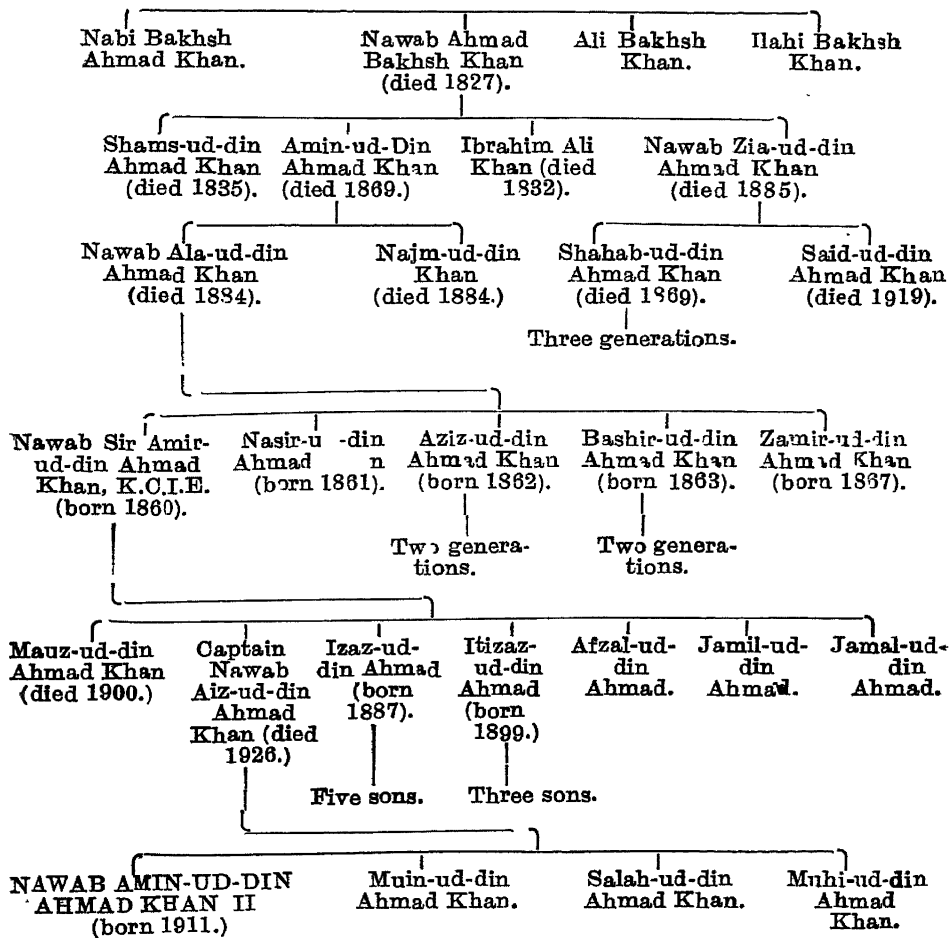 Nabi Bakhsh
Ahmad Khan.
Nawab Ahmad
Bakhsh Khan
(died 1827).
Ali Bakhsh
Khan.
Ilahi Bakhsh
Khan.
Shams-ud-din
Ahmad Khan
(died 1835).
Amin-ud-Din
Ahmad Khan
(died 1869.)
Ibrahim Ali
Khan (died
1832).
Nawab Zia-ud-din
Ahmad Khan
(died 1885).
Nawab Ala-ud-din
Ahmad Khan
(died 1884).
Najm-ud-din
Khan
(died 1884.)
Shahab-ud-din
Ahmad Khan
(died 1869).
Said-ud-din
Ahmad Khan
(died 1919).
Three generations.
Nawab Sir Amir-
ud-din Ahmad
Khan, K.C.I.E.
(born 1860).
Nasir-u -din
Ahmad n
(born 1861).
Aziz-ud-din
Ahmad Khan
(born 1862).
Bashir-ud-din
Ahmad Khan
(born 1863).
Zamir-ud-din
Ahmad Khan
(born 1867).
Two genera-
tions.
Two genera-
tions.
Mauz-ud-din
Ahmad Khan
(died 1900.)
Captain
Nawab
Aiz-ud-din
Ahmad
Khan (died
1926.)
Izaz-ud-
din Ahmad
(born
1887).
Itizaz-
ud-din
Ahmad
(born
1899.)
Afzal-ud-
din
Ahmad.
Jamil-ud-
din
Ahmad.
Jamal-ud-
din
Ahmad.
Five sons.
Three sons.
NAWAB AMIN-UD-DIN
AHMAD KHAN II
(born 1911.)
Muin-ud-din
Ahmad Khan.
Salah-ud-din
Ahmad Khan.
Muhi-ud-din
Ahmad
Khan.